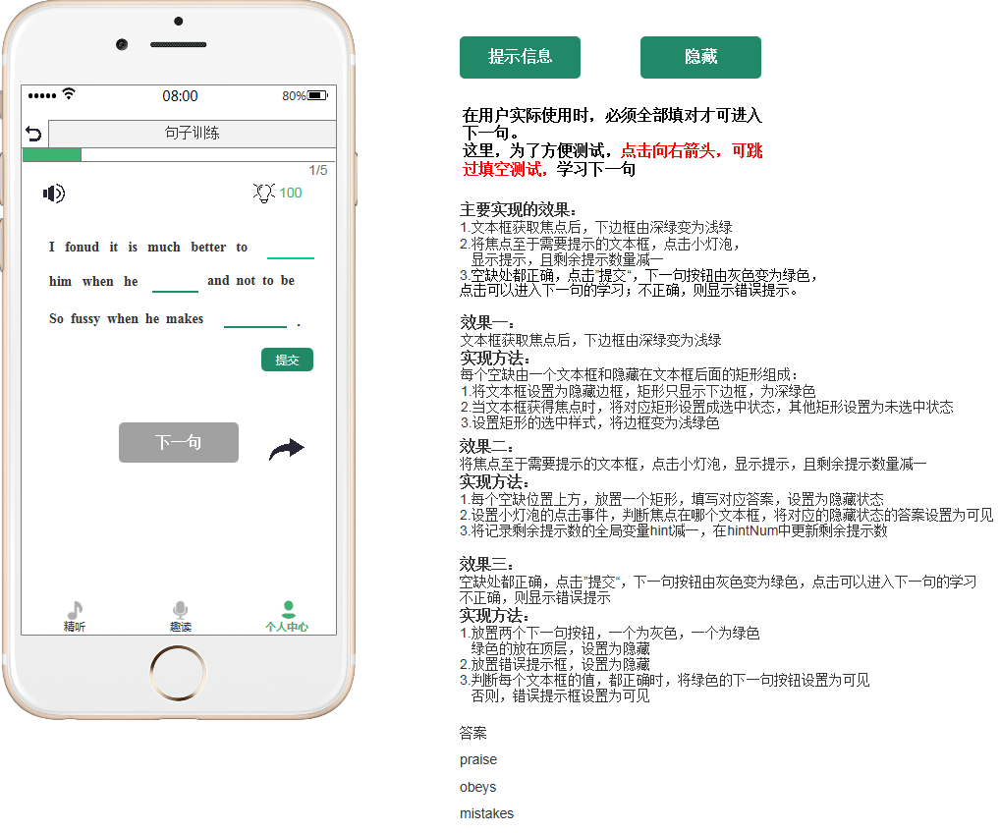 08:00
80%
句子训练
1/5
100
I fonud it is much better to
him when he and not to be
So fussy when he makes .
提交
下一句
精听
趣读
个人中心
提示信息
隐藏
在用户实际使用时，必须全部填对才可进入
下一句。
这里，为了方便测试，点击向右箭头，可跳
过填空测试，学习下一句
主要实现的效果：
1.文本框获取焦点后，下边框由深绿变为浅绿
2.将焦点至于需要提示的文本框，点击小灯泡，
显示提示，且剩余提示数量减一
3.空缺处都正确，点击"提交"，下一句按钮由灰色变为绿色，
点击可以进入下一句的学习；不正确，则显示错误提示。
效果一：
文本框获取焦点后，下边框由深绿变为浅绿
实现方法：
每个空缺由一个文本框和隐藏在文本框后面的矩形组成：
1.将文本框设置为隐藏边框，矩形只显示下边框，为深绿色
2.当文本框获得焦点时，将对应矩形设置成选中状态，其他矩形设置为未选中状态
3.设置矩形的选中样式，将边框变为浅绿色
效果二：
将焦点至于需要提示的文本框，点击小灯泡，显示提示，且剩余提示数量减一
实现方法：
1.每个空缺位置上方，放置一个矩形，填写对应答案，设置为隐藏状态
2.设置小灯泡的点击事件，判断焦点在哪个文本框，将对应的隐藏状态的答案设置为可见
3.将记录剩余提示数的全局变量hint减一，在hintNum中更新剩余提示数
效果三：
空缺处都正确，点击"提交"，下一句按钮由灰色变为绿色，点击可以进入下一句的学习
不正确，则显示错误提示
实现方法：
1.放置两个下一句按钮，一个为灰色，一个为绿色
绿色的放在顶层，设置为隐藏
2.放置错误提示框，设置为隐藏
3.判断每个文本框的值，都正确时，将绿色的下一句按钮设置为可见
否则，错误提示框设置为可见
答案
praise
obeys
mistakes